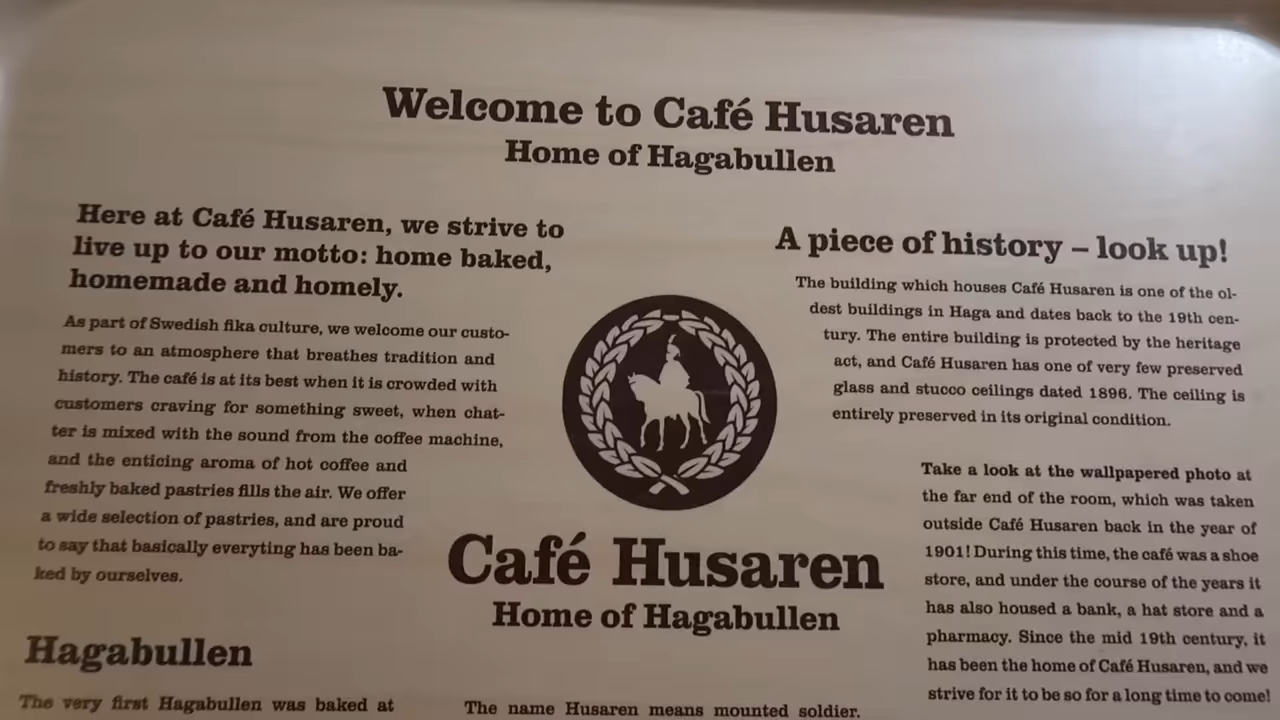 Welcome to Café Husaren
Home of Hagabullen
Here at Café Husaren, we strive to
live up to our motto: home baked,
homemade and homely.
As part of Swedish fika culture, we welcome our custo-
mers to an atmosphere that breathes tradition and
history. The café is at its best when it is crowded with
customers craving for something sweet, when chat-
ter is mixed with the sound from the coffee machine,
and the enticing aroma of hot coffee and
freshly baked pastries fills the air. We offer
a wide selection of pastries, and are proud
to say that basically everyting has been ba-
ked by ourselves.
Hagabullen
The very first Hagabullen was baked at
Café Husaren
Home of Hagabullen
The name Husaren means mounted soldier.
A piece of history – look up!
The building which houses Café Husaren is one of the ol-
dest buildings in Haga and dates back to the 19th cen-
tury. The entire building is protected by the heritage
act, and Café Husaren has one of very few preserved
glass and stucco ceilings dated 1896. The ceiling is
entirely preserved in its original condition.
Take a look at the wallpapered photo at
the far end of the room, which was taken
outside Café Husaren back in the year of
1901! During this time, the café was a shoe
store, and under the course of the years it
has also housed a bank, a hat store and a
pharmacy. Since the mid 19th century, it
has been the home of Café Husaren, and we
strive for it to be so for a long time to come!